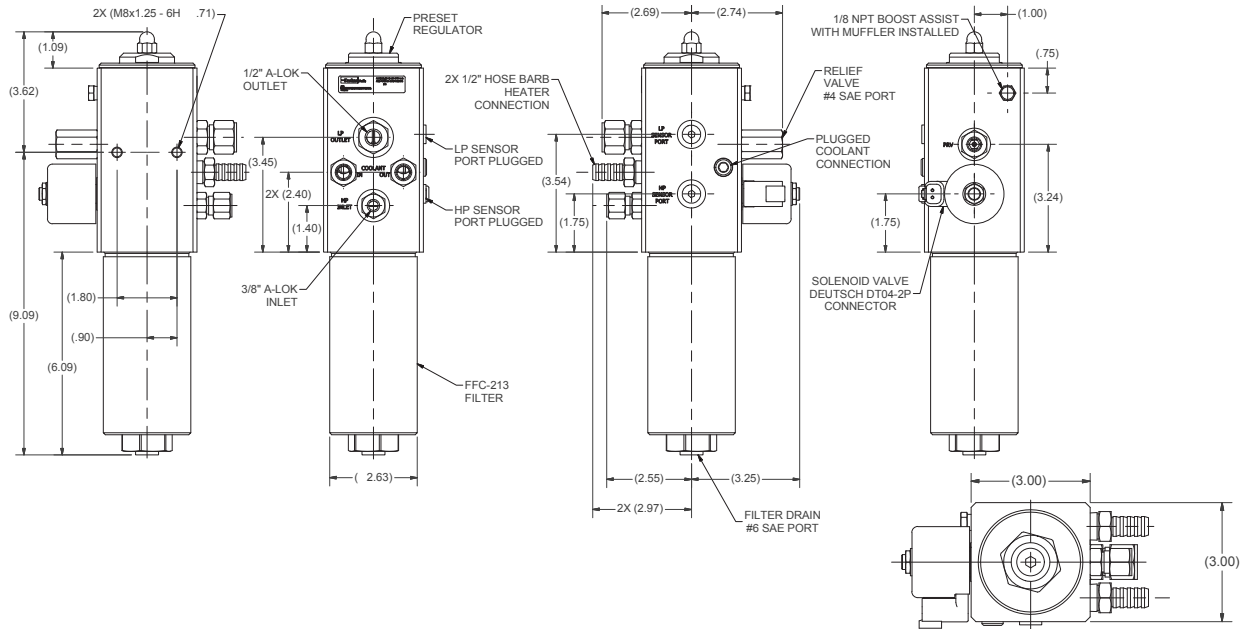 2X (M8x1.25 - 6H .71)
(1.09)
(3.62)
(9.09)
(1.80)
(.90)
(6.09)
PRESET
REGULATOR
1/2" A-LOK
OUTLET
LP
OUTLET
COOLANT
IN
OUT
HP
INLET
LP SENSOR
PORT PLUGGED
(3.45)
2X (2.40)
(1.40)
HP SENSOR
PORT PLUGGED
3/8" A-LOK
INLET
FFC-213
FILTER
( 2.63)
(2.69)
(2.74)
2X 1/2" HOSE BARB
HEATER
CONNECTION
RELIEF
VALVE
#4 SAE PORT
LP
SENSOR
PORT
PLUGGED
COOLANT
CONNECTION
HP
SENSOR
PORT
(3.54)
(1.75)
(2.55)
(3.25)
2X (2.97)
FILTER DRAIN
#6 SAE PORT
1/8 NPT BOOST ASSIST
WITH MUFFLER INSTALLED
(1.00)
(.75)
PRV
(1.75)
(3.24)
SOLENOID VALVE
DEUTSCH DT04-2P
CONNECTOR
(3.00)
(3.00)